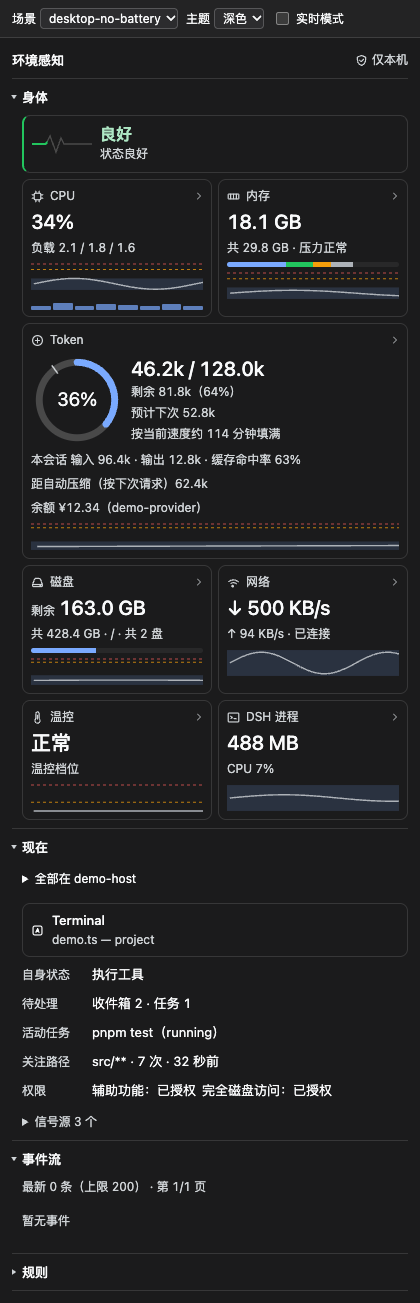 场景 desktop-no-battery 主题 深色 实时模式
环境感知 仅本机
身体
良好
状态良好
CPU
34%
负载 2.1 / 1.8 / 1.6
内存
18.1 GB
共 29.8 GB · 压力正常
Token
36%
46.2k / 128.0k
剩余 81.8k（64%）
预计下次 52.8k
按当前速度约 114 分钟填满
本会话 输入 96.4k · 输出 12.8k · 缓存命中率 63%
距自动压缩（按下次请求）62.4k
余额 ¥12.34（demo-provider）
磁盘
剩余 163.0 GB
共 428.4 GB · / · 共 2 盘
网络
↓ 500 KB/s
↑ 94 KB/s · 已连接
温控
正常
温控档位
DSH 进程
488 MB
CPU 7%
现在
全部在 demo-host
Terminal
demo.ts — project
自身状态 执行工具
待处理 收件箱 2 · 任务 1
活动任务 pnpm test（running）
关注路径 src/** · 7 次 · 32 秒前
权限 辅助功能：已授权 完全磁盘访问：已授权
信号源 3 个
事件流
最新 0 条（上限 200） · 第 1/1 页
暂无事件
规则